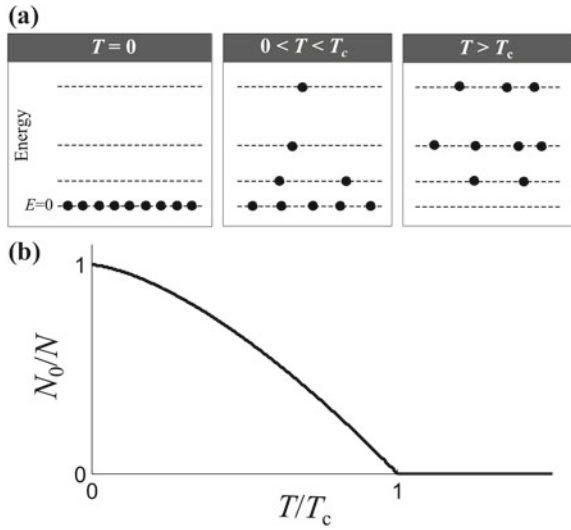 (a)
T = 0
0 < T < Tc
T > Tc
Energy
E=0
(b)
1
N₀/N
0
0
1
T/Tc